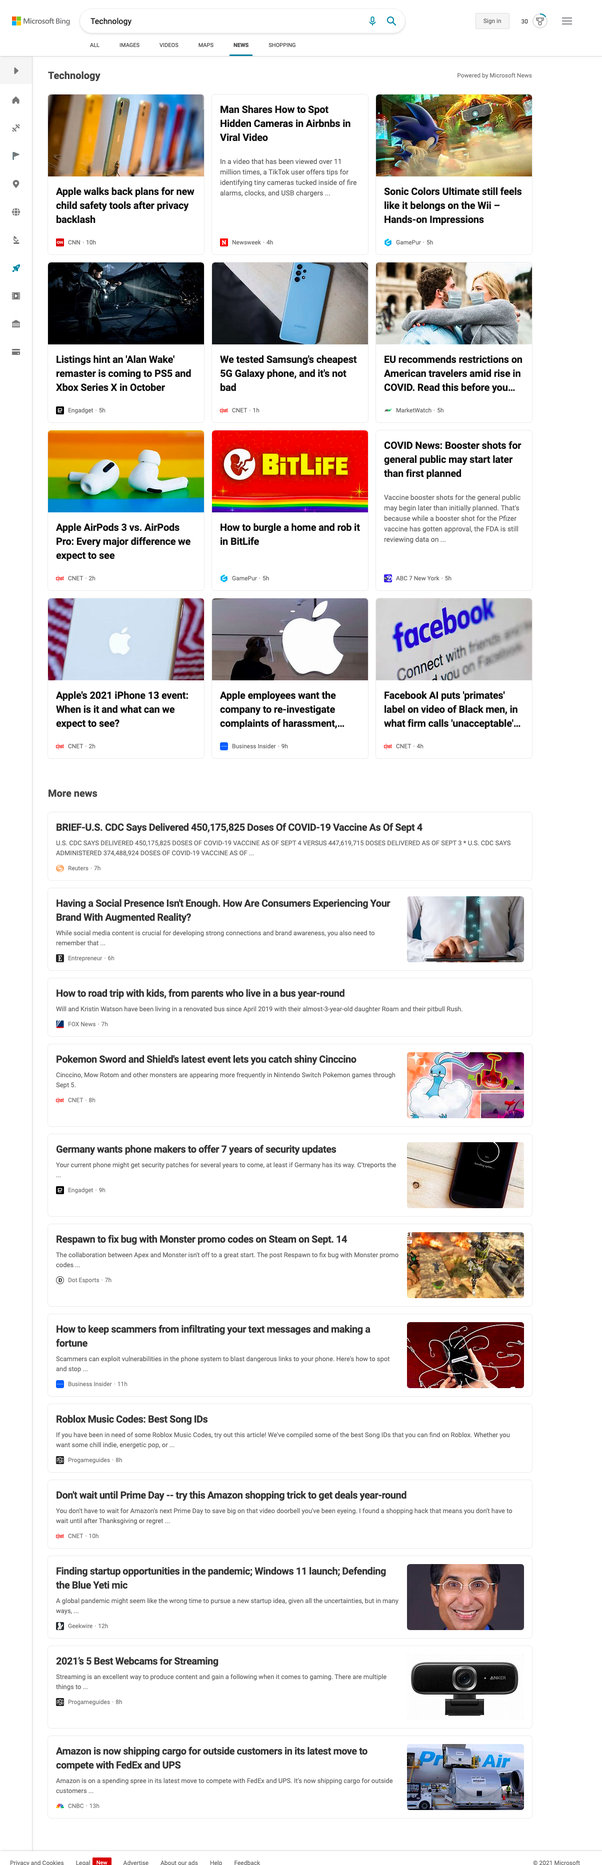 Microsoft Bing
Technology
Sign in
30
ALL
IMAGES
VIDEOS
MAPS
NEWS
SHOPPING
Technology
Powered by Microsoft News
Apple walks back plans for new
child safety tools after privacy
backlash
CNN · 10h
Man Shares How to Spot
Hidden Cameras in Airbnbs in
Viral Video
In a video that has been viewed over 11
million times, a TikTok user offers tips for
identifying tiny cameras tucked inside of fire
alarms, clocks, and USB chargers ...
Newsweek · 4h
Sonic Colors Ultimate still feels
like it belongs on the Wii –
Hands-on Impressions
GamePur · 5h
Listings hint an 'Alan Wake'
remaster is coming to PS5 and
Xbox Series X in October
Engadget · 5h
We tested Samsung's cheapest
5G Galaxy phone, and it's not
bad
CNET · 1h
EU recommends restrictions on
American travelers amid rise in
COVID. Read this before you...
MarketWatch · 5h
Apple AirPods 3 vs. AirPods
Pro: Every major difference we
expect to see
CNET · 2h
BITLIFE
How to burgle a home and rob it
in BitLife
GamePur · 5h
COVID News: Booster shots for
general public may start later
than first planned
Vaccine booster shots for the general public
may begin later than initially planned. That's
because while a booster shot for the Pfizer
vaccine has gotten approval, the FDA is still
reviewing data on ...
ABC 7 New York · 5h
Apple's 2021 iPhone 13 event:
When is it and what can we
expect to see?
CNET · 2h
Apple employees want the
company to re-investigate
complaints of harassment,...
Business Insider · 9h
facebook
Connect with friends and
you on Facebook.
Facebook AI puts 'primates'
label on video of Black men, in
what firm calls 'unacceptable'...
CNET · 4h
More news
BRIEF-U.S. CDC Says Delivered 450,175,825 Doses Of COVID-19 Vaccine As Of Sept 4
U.S. CDC SAYS DELIVERED 450,175,825 DOSES OF COVID-19 VACCINE AS OF SEPT 4 VERSUS 447,619,715 DOSES DELIVERED AS OF SEPT 3 * U.S. CDC SAYS
ADMINISTERED 374,488,924 DOSES OF COVID-19 VACCINE AS OF ...
Reuters · 7h
Having a Social Presence Isn't Enough. How Are Consumers Experiencing Your
Brand With Augmented Reality?
While social media content is crucial for developing strong connections and brand awareness, you also need to
remember that ...
Entrepreneur · 6h
How to road trip with kids, from parents who live in a bus year-round
Will and Kristin Watson have been living in a renovated bus since April 2019 with their almost-3-year-old daughter Roam and their pitbull Rush.
FOX News · 7h
Pokemon Sword and Shield's latest event lets you catch shiny Cinccino
Cinccino, Mow Rotom and other monsters are appearing more frequently in Nintendo Switch Pokemon games through
Sept 5.
CNET · 8h
Germany wants phone makers to offer 7 years of security updates
Your current phone might get security patches for several years to come, at least if Germany has its way. C'treports the
...
Engadget · 9h
Respawn to fix bug with Monster promo codes on Steam on Sept. 14
The collaboration between Apex and Monster isn't off to a great start. The post Respawn to fix bug with Monster promo
codes ...
Dot Esports · 7h
How to keep scammers from infiltrating your text messages and making a
fortune
Scammers can exploit vulnerabilities in the phone system to blast dangerous links to your phone. Here's how to spot
and stop ...
Business Insider · 11h
Roblox Music Codes: Best Song IDs
If you have been in need of some Roblox Music Codes, try out this article! We've compiled some of the best Song IDs that you can find on Roblox. Whether you
want some chill indie, energetic pop, or ...
Progameguides · 8h
Don't wait until Prime Day -- try this Amazon shopping trick to get deals year-round
You don't have to wait for Amazon's next Prime Day to save big on that video doorbell you've been eyeing. I found a shopping hack that means you don't have to
wait until after Thanksgiving or regret ...
CNET · 10h
Finding startup opportunities in the pandemic; Windows 11 launch; Defending
the Blue Yeti mic
A global pandemic might seem like the wrong time to pursue a new startup idea, given all the uncertainties, but in many
ways, ...
Geekwire · 12h
2021's 5 Best Webcams for Streaming
Streaming is an excellent way to produce content and gain a following when it comes to gaming. There are multiple
things to ...
Progameguides · 8h
ANKER
Amazon is now shipping cargo for outside customers in its latest move to
compete with FedEx and UPS
Amazon is on a spending spree in its latest move to compete with FedEx and UPS. It's now shipping cargo for outside
customers ...
CNBC · 13h
Pr Air
Privacy and Cookies
Legal
New
Advertise
About our ads
Help
Feedback
© 2021 Microsoft